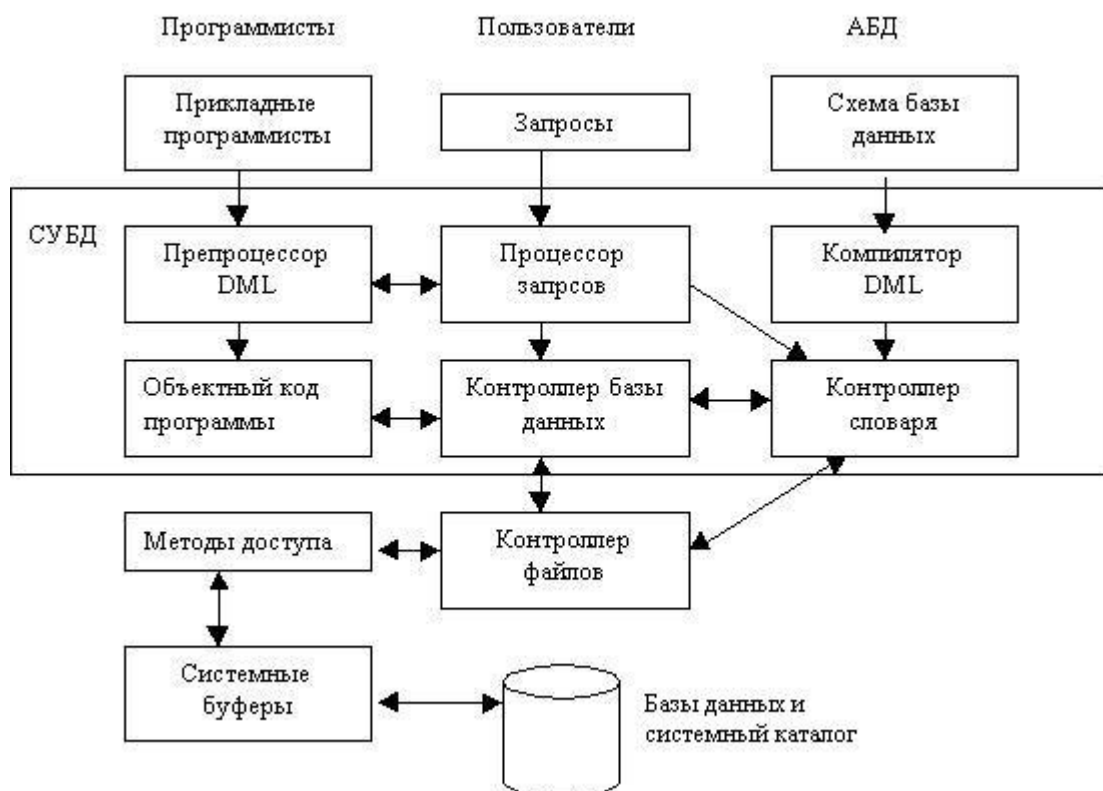 Программисты
Пользователи
АБД
Прикладные
программисты
Запросы
Схема базы
данных
СУБД
Препроцессор
DML
Процессор
запрсов
Компилятор
DML
Объектный код
программы
Контроллер базы
данных
Контроллер
словаря
Методы доступа
Контроллер
файлов
Системные
буферы
Базы данных и
системный каталог